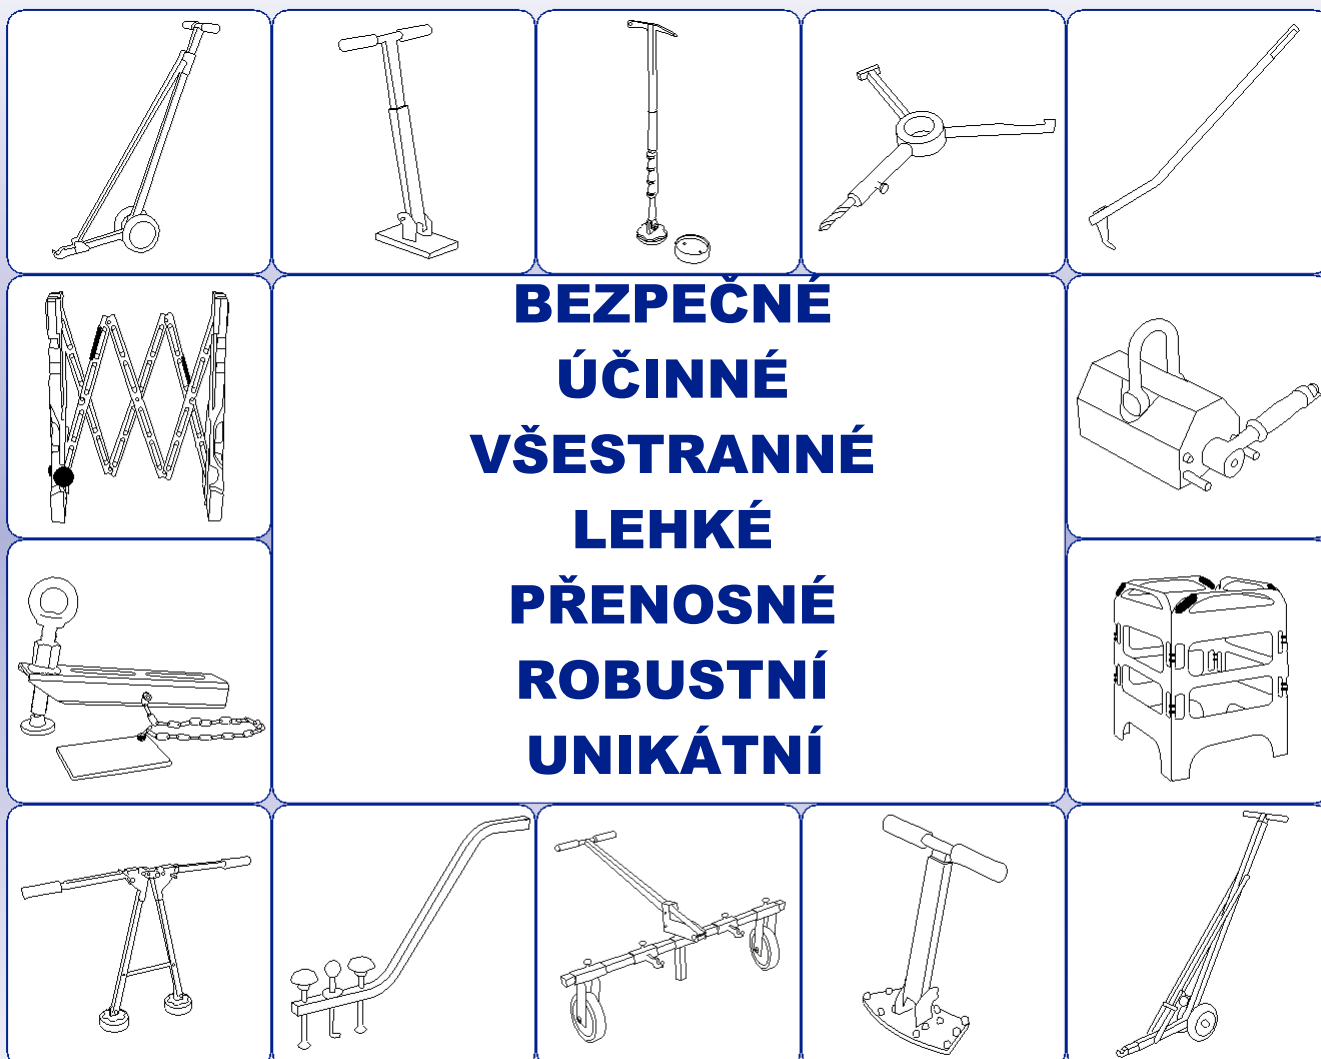 BEZPEČNÉ
ÚČINNÉ
VŠESTRANNÉ
LEHKÉ
PŘENOSNÉ
ROBUSTNÍ
UNIKÁTNÍ